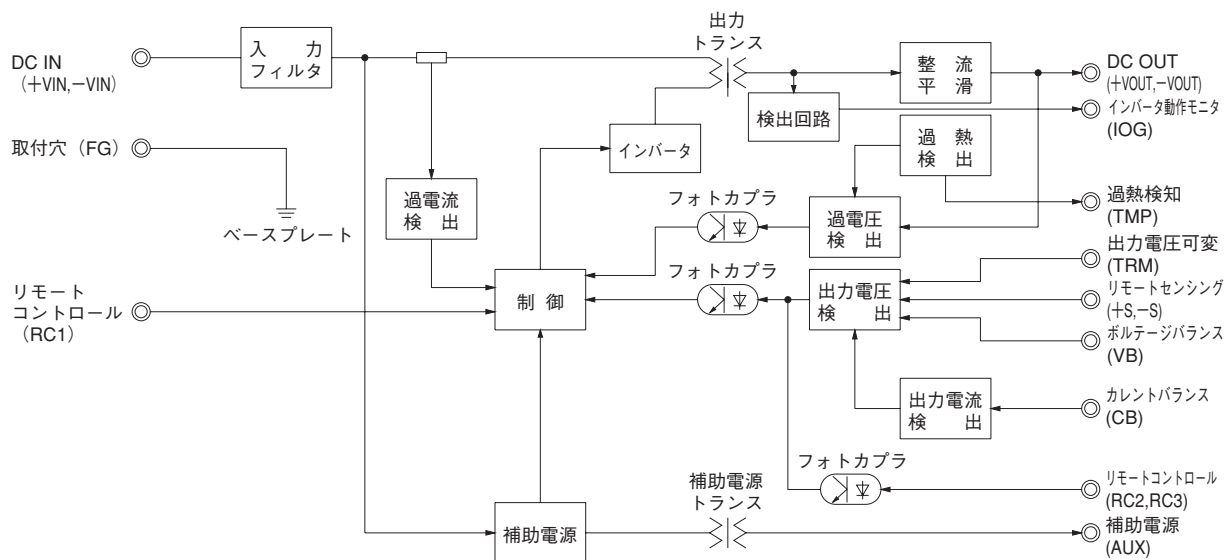 DC IN
（＋VIN,－VIN）
入 力
フィルタ
出力
トランス
整 流
平 滑
DC OUT
(＋VOUT,－VOUT)
検出回路
インバータ動作モニタ
(IOG)
取付穴（FG）
ベースプレート
インバータ
過 熱
検 出
過電流
検 出
フォトカプラ
過電圧
検 出
過熱検知
(TMP)
フォトカプラ
出力電圧
検 出
出力電圧可変
(TRM)
リモートセンシング
(＋S,－S)
ボルテージバランス
(VB)
リモート
コントロール
（RC1）
制 御
出力電流
検 出
カレントバランス
(CB)
フォトカプラ
リモートコントロール
(RC2,RC3)
補助電源
補助電源
トランス
補助電源
(AUX)